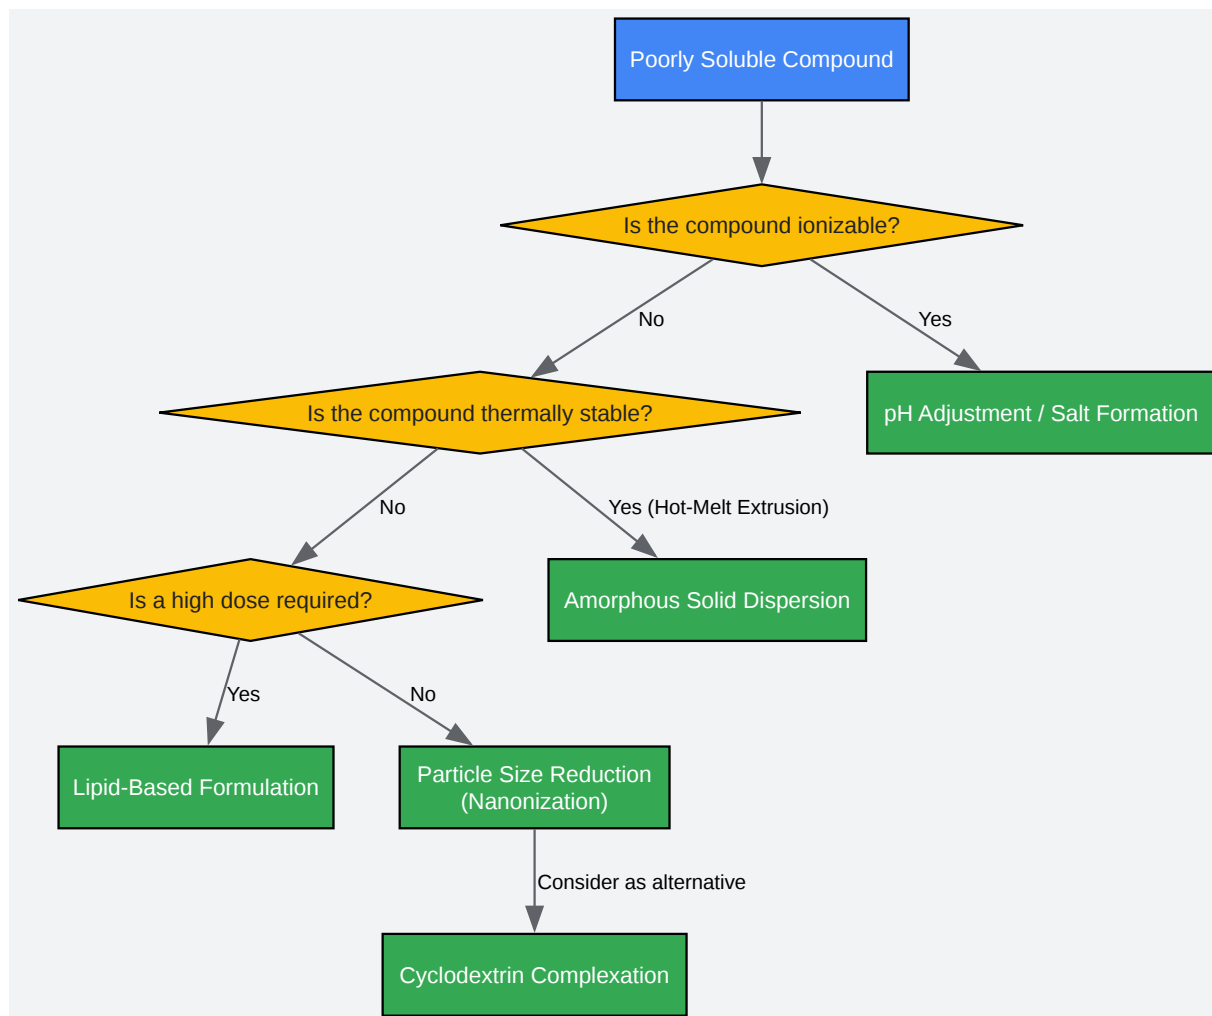 Poorly Soluble Compound
Is the compound ionizable?
No
Yes
Is the compound thermally stable?
pH Adjustment / Salt Formation
No
Yes (Hot-Melt Extrusion)
Is a high dose required?
Amorphous Solid Dispersion
Yes
No
Lipid-Based Formulation
Particle Size Reduction
(Nanonization)
Consider as alternative
Cyclodextrin Complexation